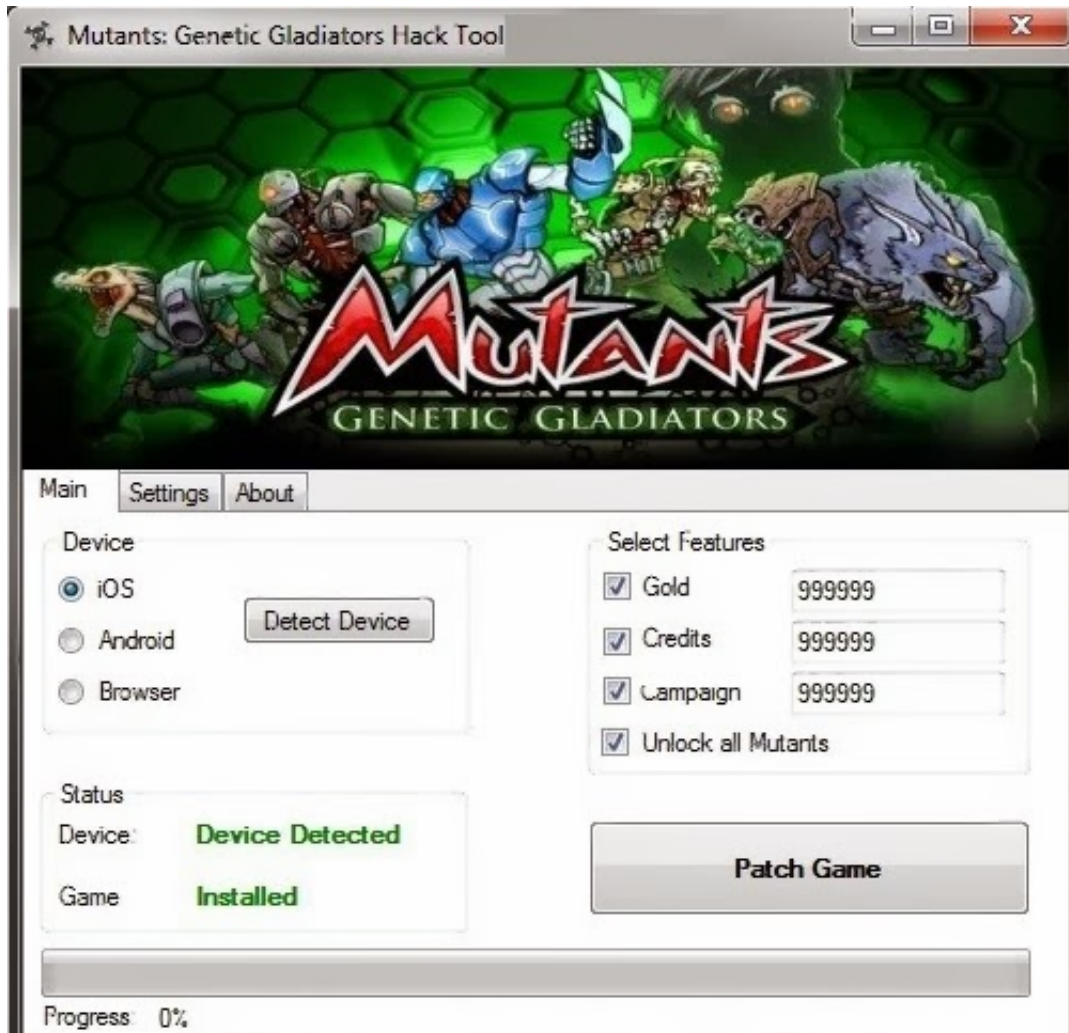 Mutants: Genetic Gladiators Hack Tool
MUTANTS
GENETIC GLADIATORS
Main Settings About
Device
iOS
Android
Browser
Detect Device
Select Features
Gold 999999
Credits 999999
Campaign 999999
Unlock all Mutants
Status
Device: Device Detected
Game Installed
Patch Game
Progress: 0%